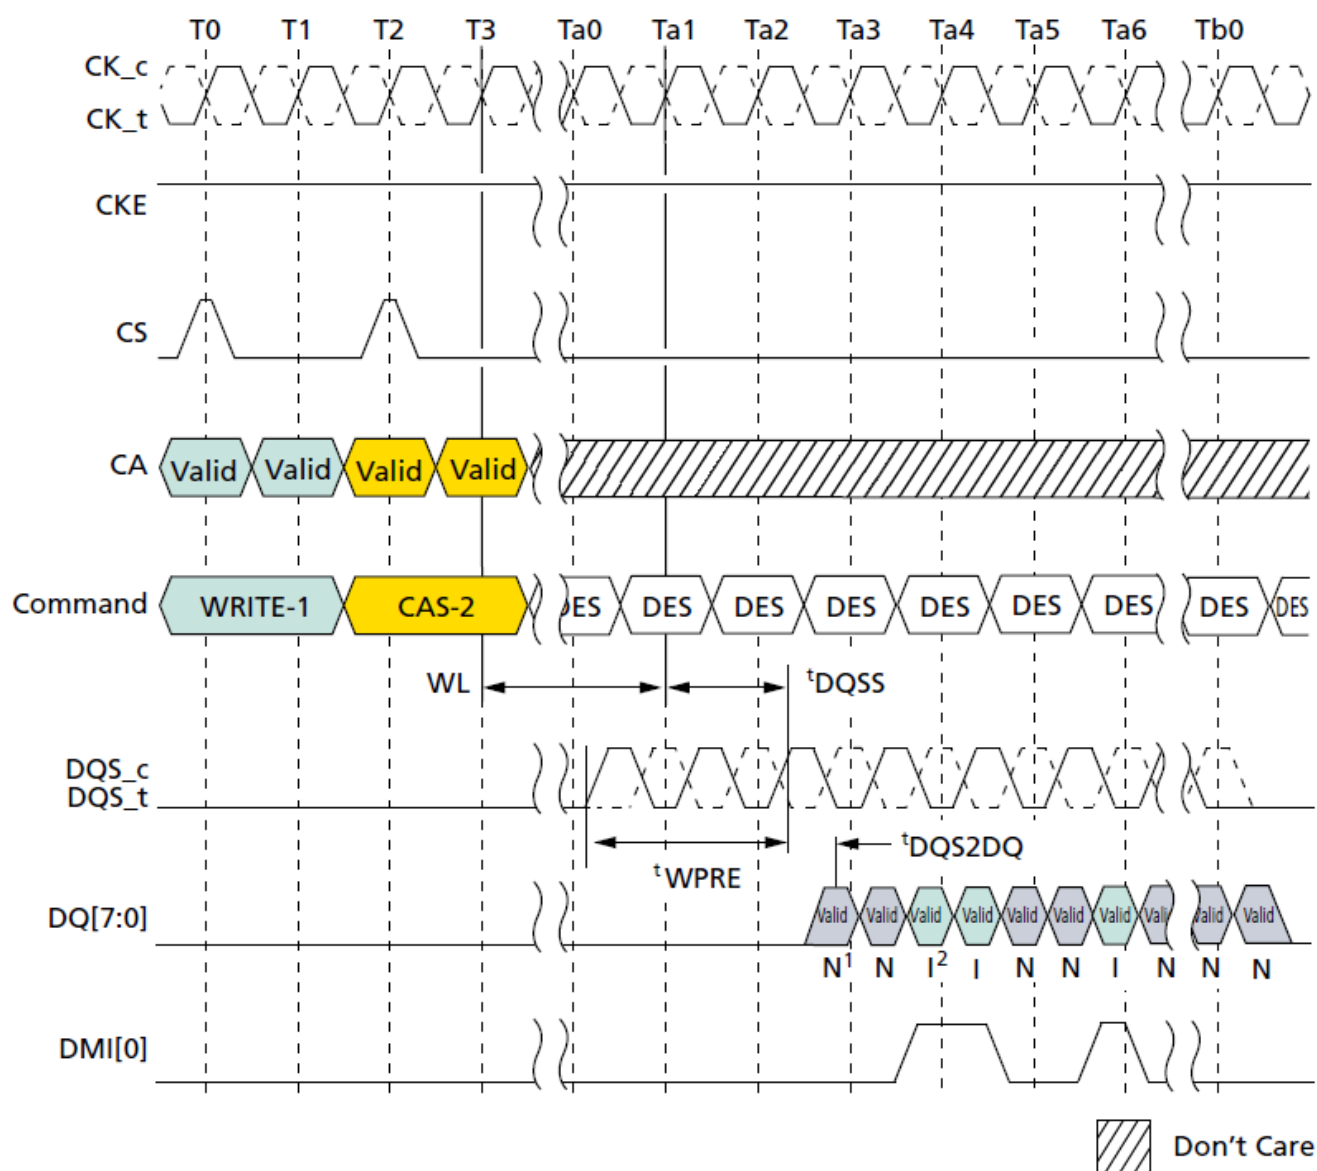 T0 T1 T2 T3 Ta0 Ta1 Ta2 Ta3 Ta4 Ta5 Ta6 Tb0
CK_c
CK_t
CKE
CS
CA Valid Valid Valid Valid
Command WRITE-1 CAS-2 DES DES DES DES DES DES DES DES DES
WL tDQSS
DQS_c
DQS_t
tDQS2DQ
tWPRE
DQ[7:0] Valid Valid Valid Valid Valid Valid Valid Valid Valid Valid
N1 N I2 I N N I N N N
DMI[0]
Don't Care